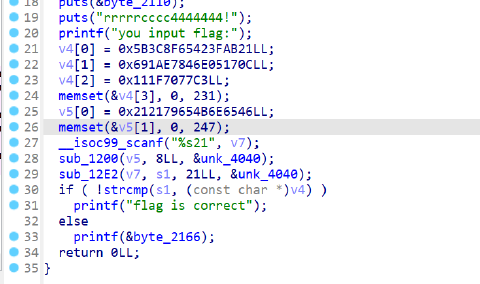 18 puts(&byte_2110);
20 puts("rrrrrcccc4444444!");
20 printf("you input flag:");
21 v4[0] = 0x5B3C8F65423FAB21LL;
22 v4[1] = 0x691AE7846E05170CLL;
23 v4[2] = 0x111F7077C3LL;
24 memset(&v4[3], 0, 231);
25 v5[0] = 0x212179654B6E6546LL;
26 memset(&v5[1], 0, 247);
27 __isoc99_scanf("%s21", v7);
28 sub_1200(v5, 8LL, &unk_4040);
29 sub_12E2(v7, s1, 21LL, &unk_4040);
30 if ( !strcmp(s1, (const char *)v4) )
31 printf("flag is correct");
32 else
33 printf(&byte_2166);
34 return 0LL;
35 }